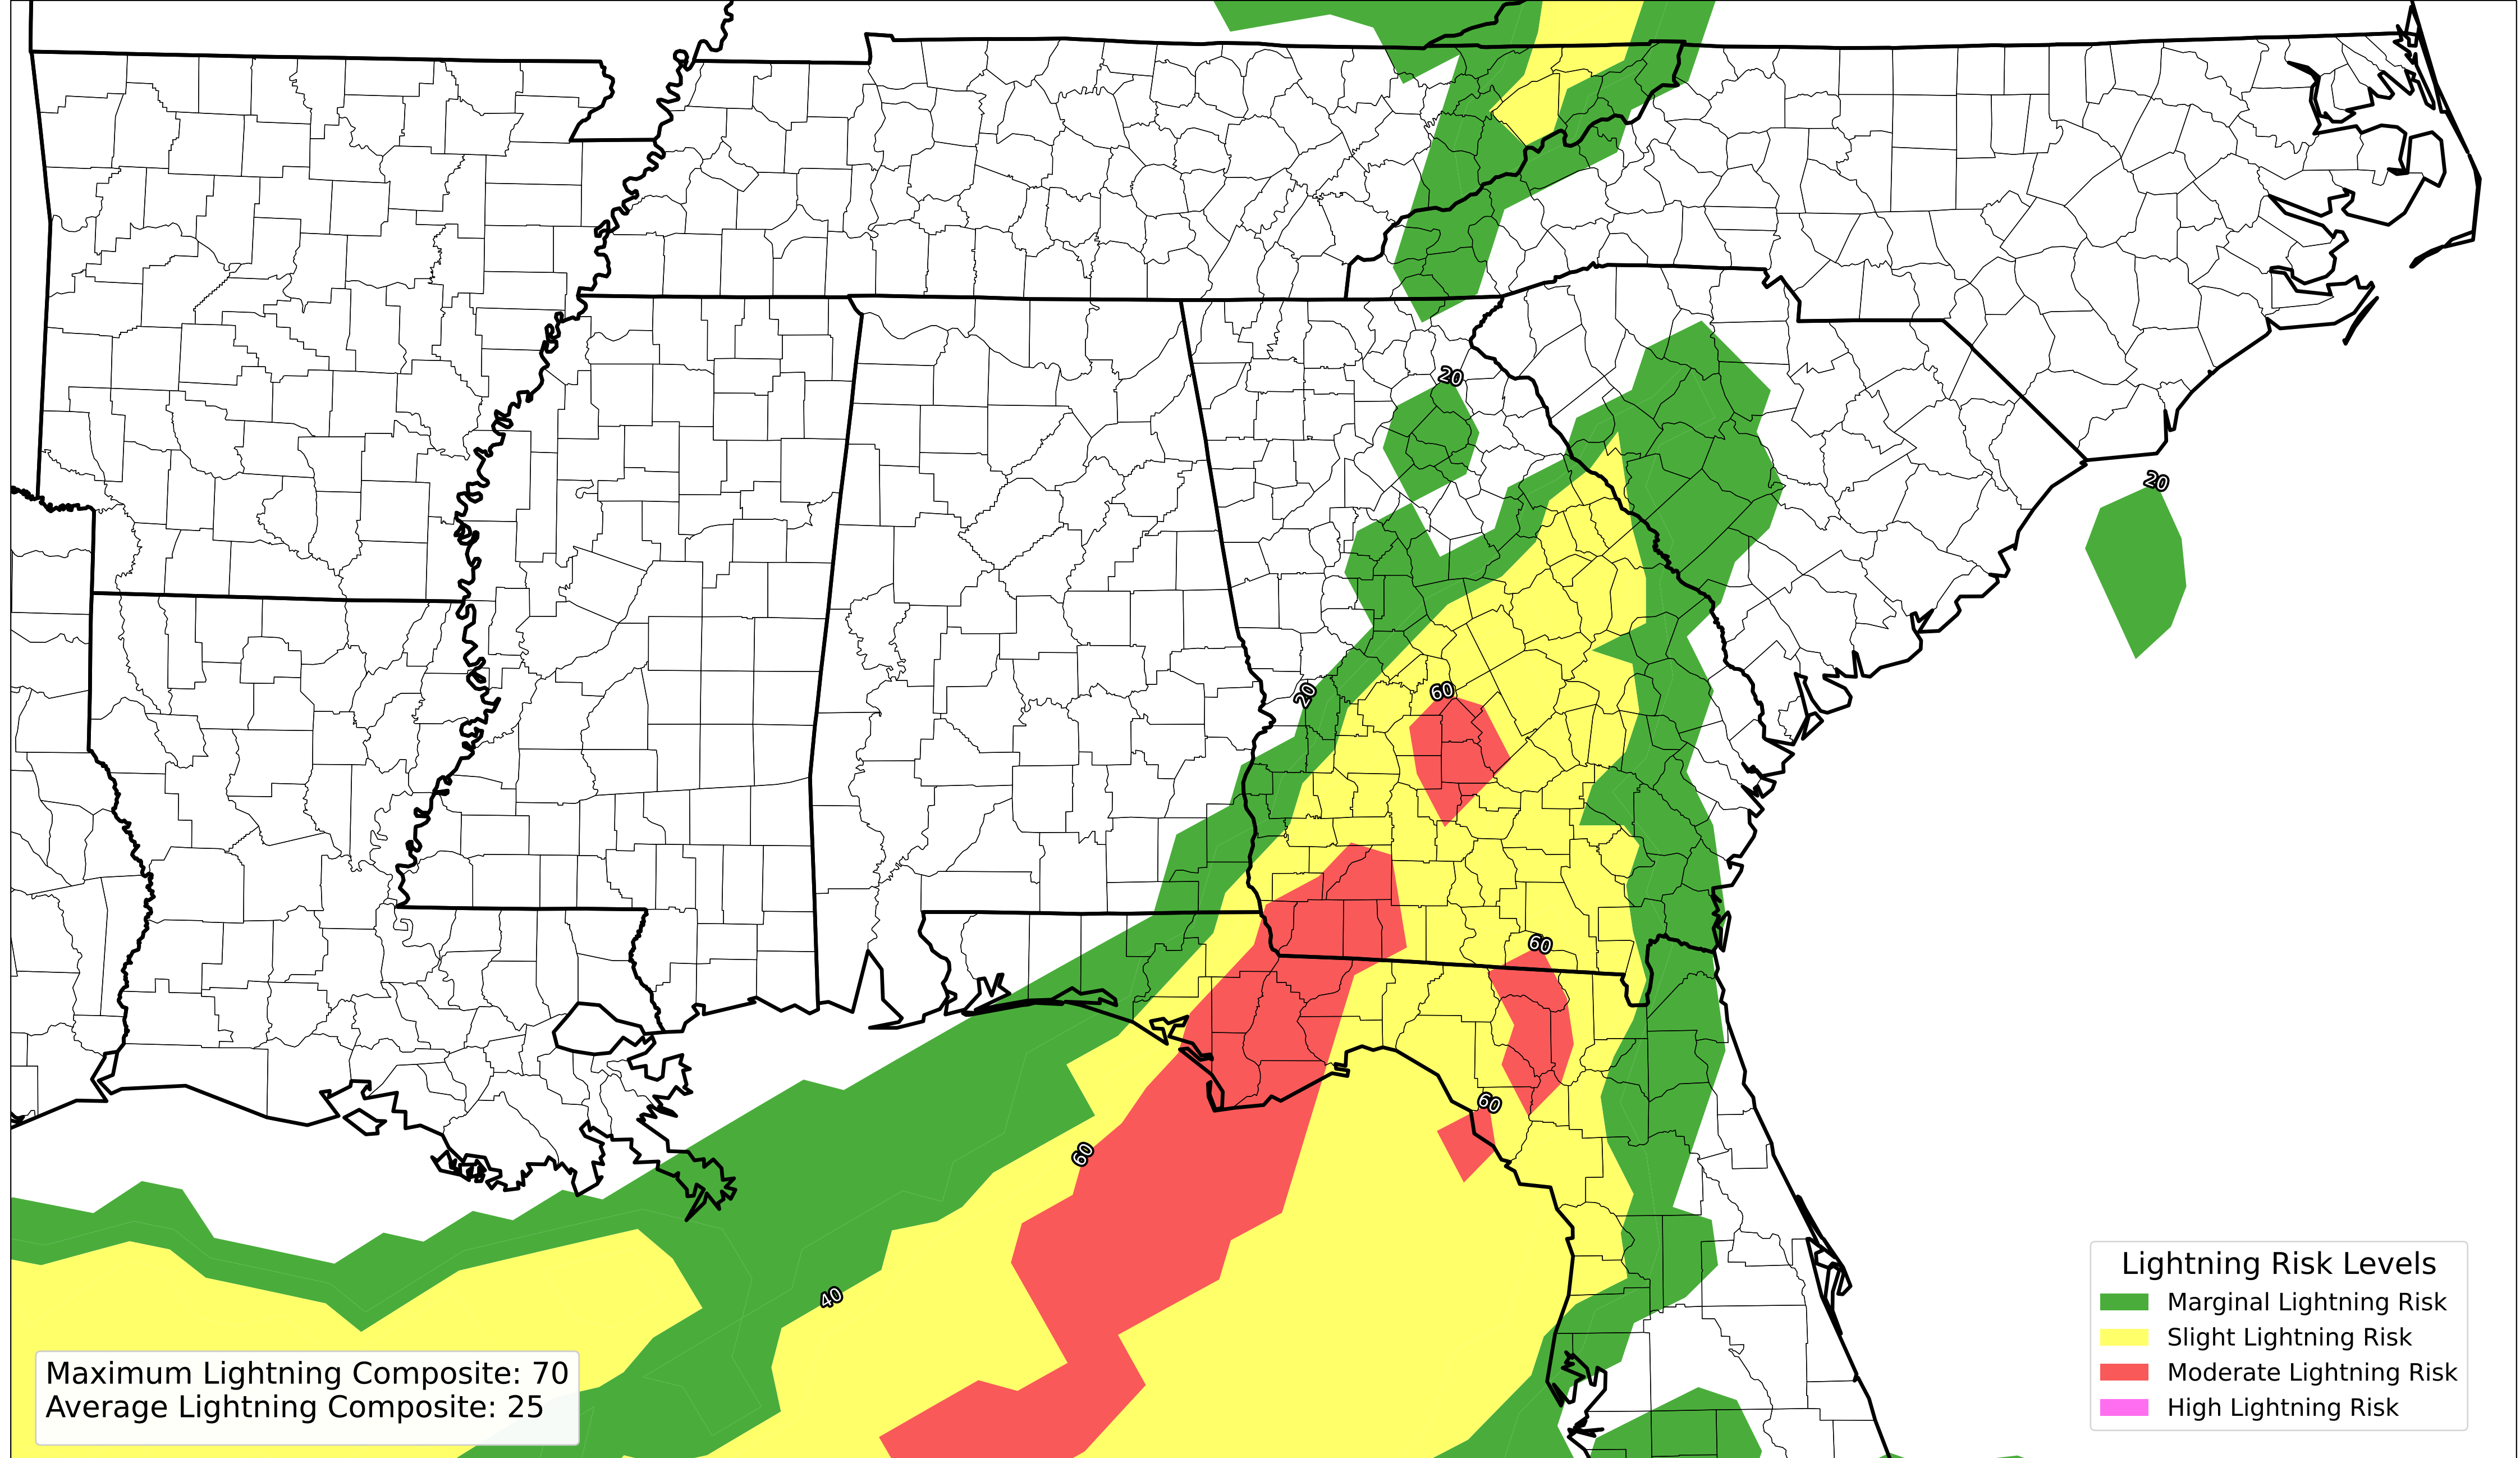 20
20
20
60
60
60
60
40
Lightning Risk Levels
Marginal Lightning Risk
Slight Lightning Risk
Moderate Lightning Risk
High Lightning Risk
Maximum Lightning Composite: 70
Average Lightning Composite: 25